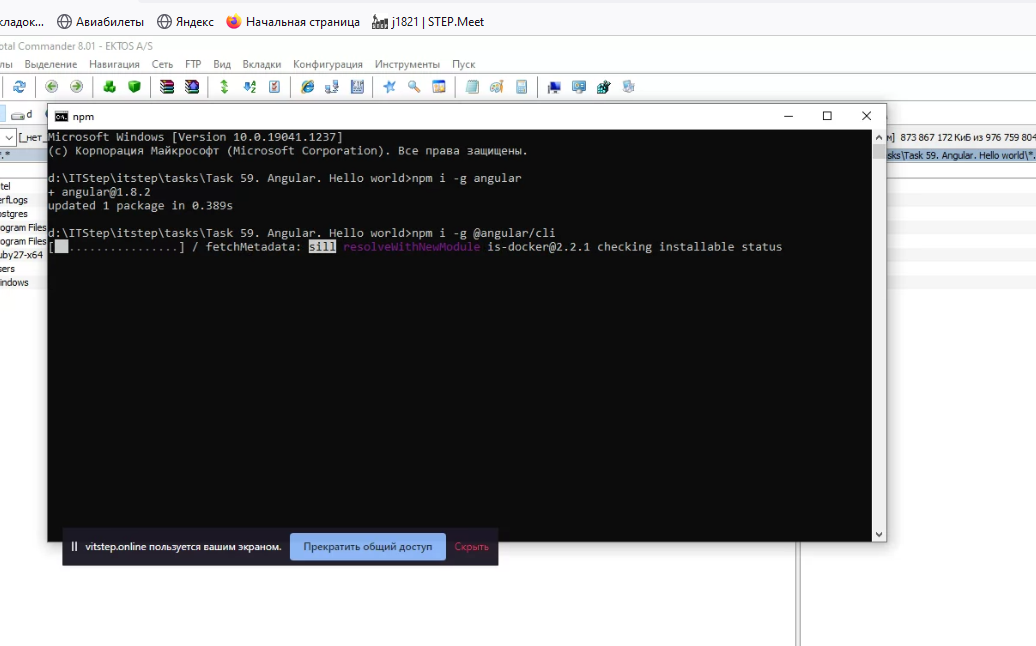 кладок... Авиабилеты Яндекс Начальная страница j1821 | STEP.Meet
otal Commander 8.01 - EKTOS A/S
лы Выделение Навигация Сеть FTP Вид Вкладки Конфигурация Инструменты Пуск
d
npm
[_нет_
873 867 172 КиБ из 976 759 804
*.*
sks\Task 59. Angular. Hello world\*.
Microsoft Windows [Version 10.0.19041.1237]
(c) Корпорация Майкрософт (Microsoft Corporation). Все права защищены.
d:\ITStep\itstep\tasks\Task 59. Angular. Hello world>npm i -g angular
+ angular@1.8.2
updated 1 package in 0.389s
d:\ITStep\itstep\tasks\Task 59. Angular. Hello world>npm i -g @angular/cli
[ ................] / fetchMetadata: sill resolveWithNewModule is-docker@2.2.1 checking installable status
tel
erfLogs
ostgres
rogram Files
rogram Files
uby27-x64
sers
indows
vitstep.online пользуется вашим экраном. Прекратить общий доступ Скрыть